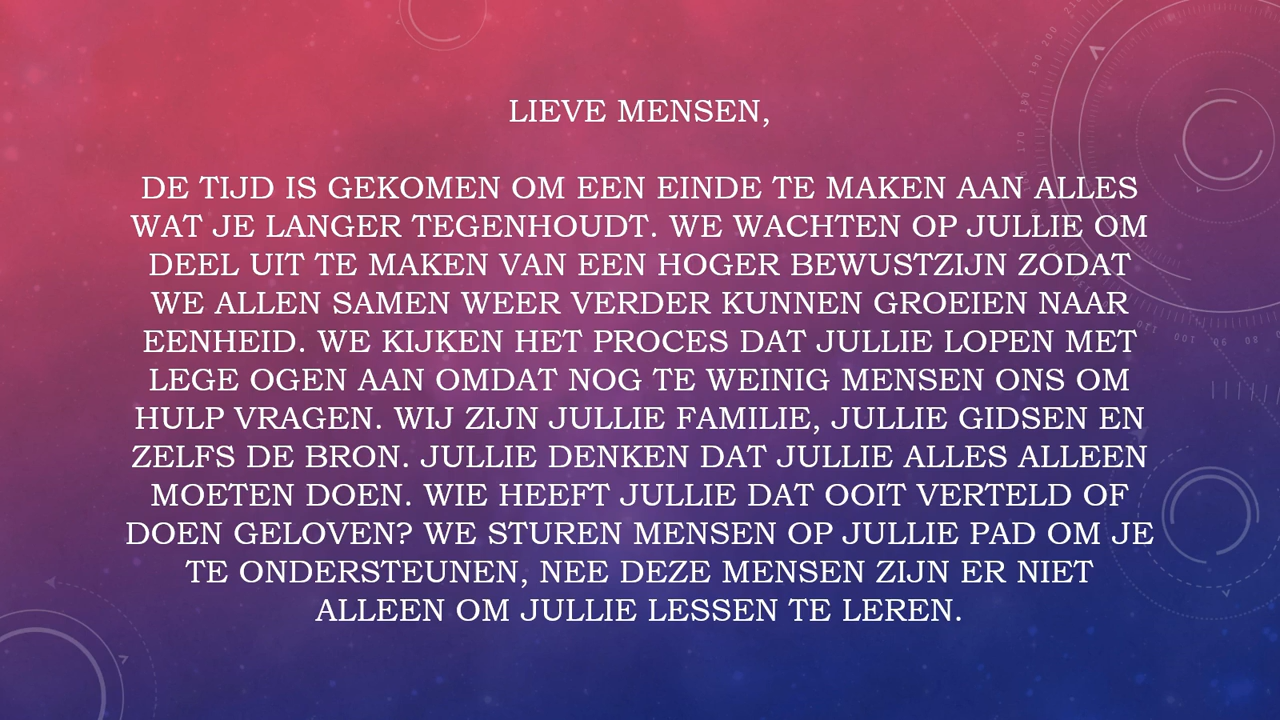 LIEVE MENSEN,
DE TIJD IS GEKOMEN OM EEN EINDE TE MAKEN AAN ALLES
WAT JE LANGER TEGENHOUDT. WE WACHTEN OP JULLIE OM
DEEL UIT TE MAKEN VAN EEN HOGER BEWUSTZIJN ZODAT
WE ALLEN SAMEN WEER VERDER KUNNEN GROEIEN NAAR
EENHEID. WE KIJKEN HET PROCES DAT JULLIE LOPEN MET
LEGE OGEN AAN OMDAT NOG TE WEINIG MENSEN ONS OM
HULP VRAGEN. WIJ ZIJN JULLIE FAMILIE, JULLIE GIDSEN EN
ZELFS DE BRON. JULLIE DENKEN DAT JULLIE ALLES ALLEEN
MOETEN DOEN. WIE HEEFT JULLIE DAT OOIT VERTELD OF
DOEN GELOVEN? WE STUREN MENSEN OP JULLIE PAD OM JE
TE ONDERSTEUNEN, NEE DEZE MENSEN ZIJN ER NIET
ALLEEN OM JULLIE LESSEN TE LEREN.